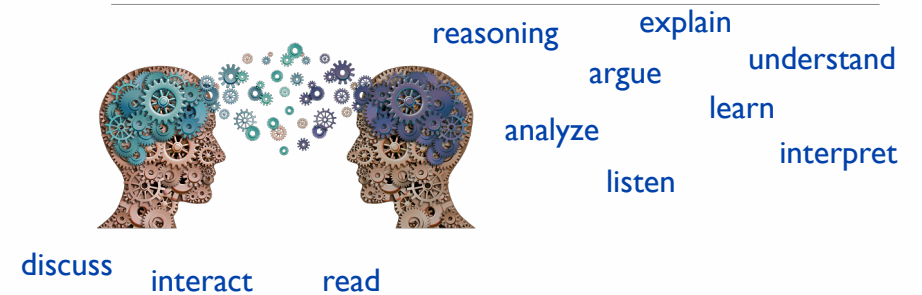 reasoning
explain
argue
understand
learn
analyze
interpret
listen
discuss
interact
read